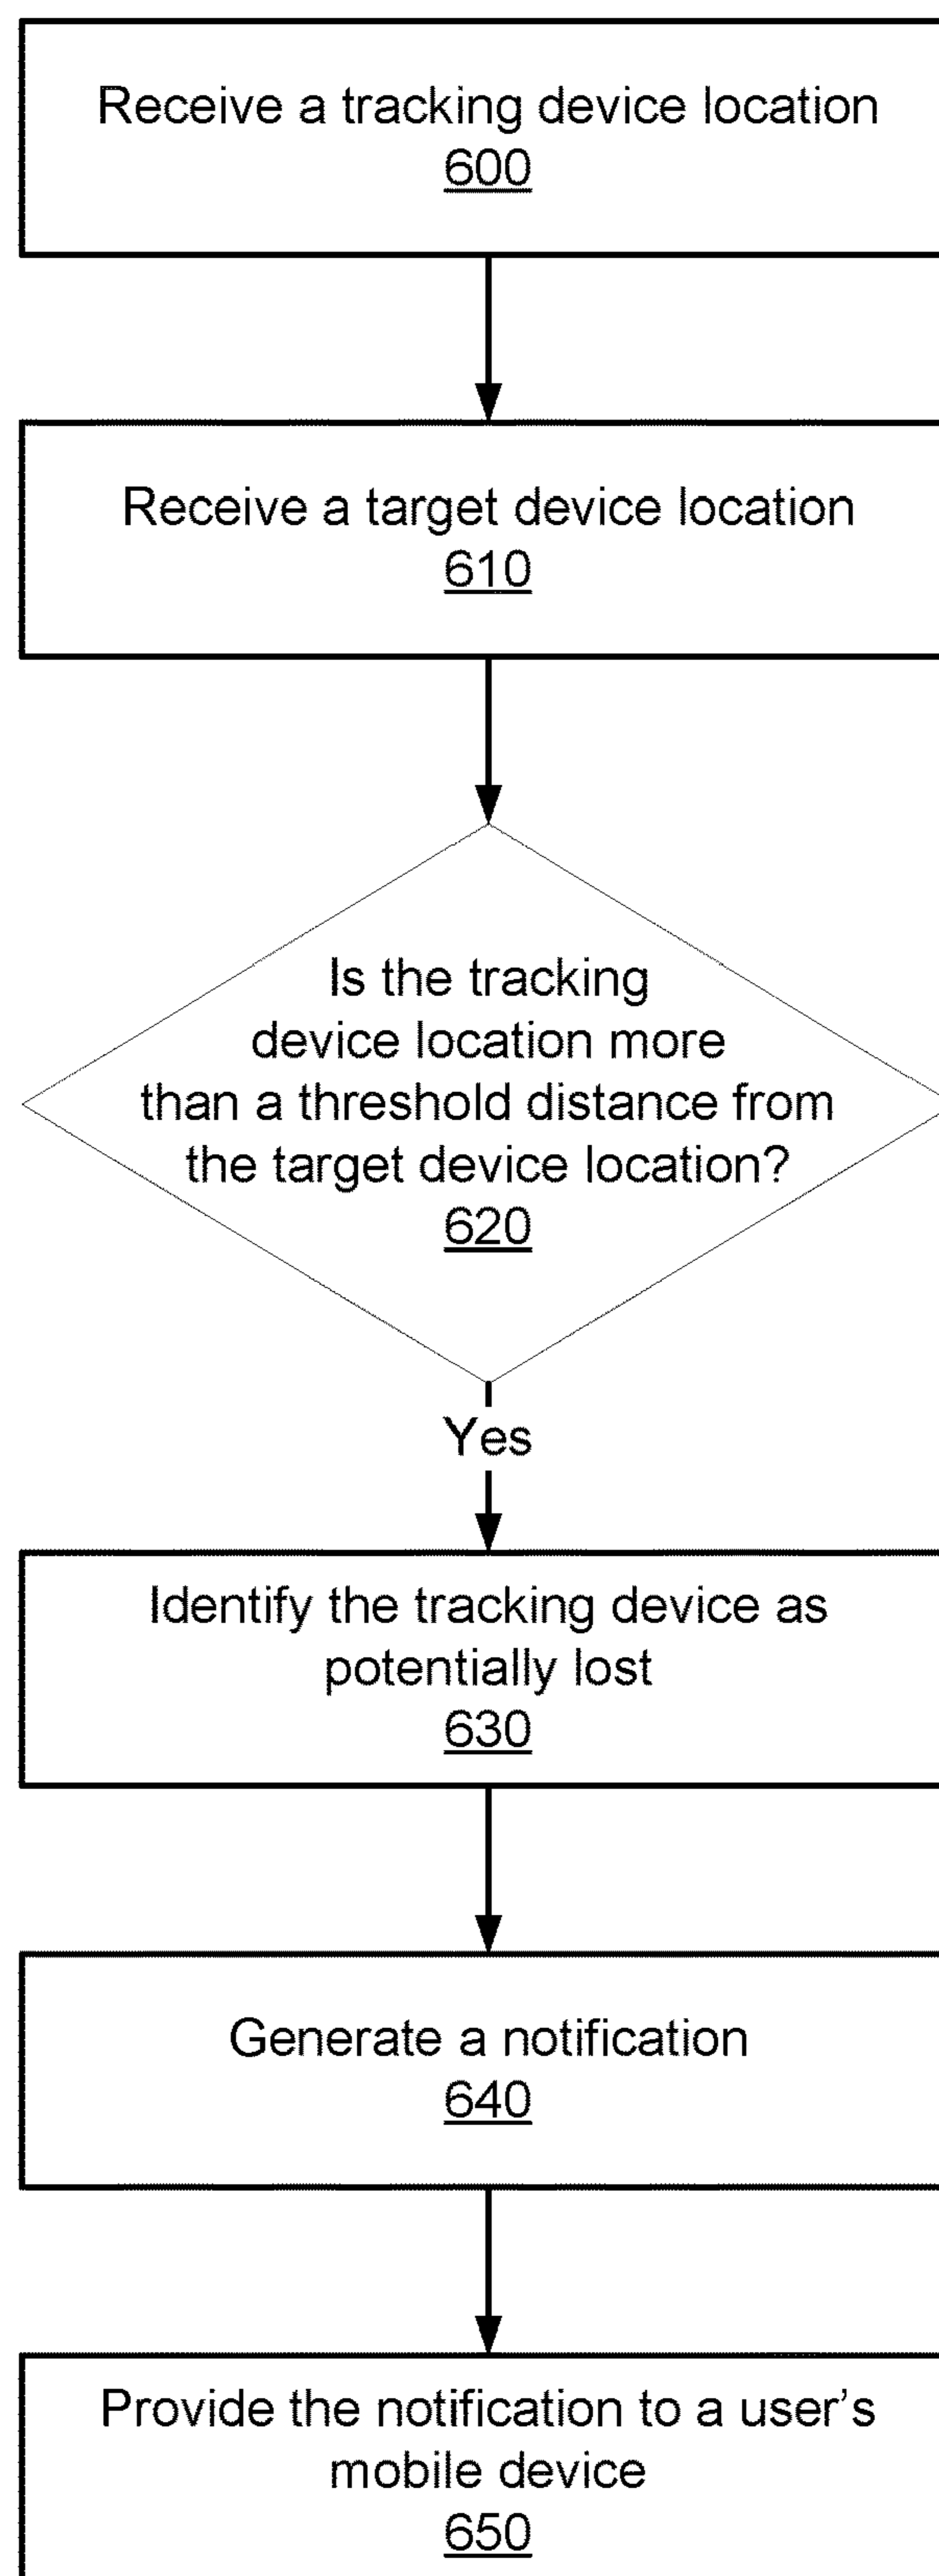 Receive a tracking device location
600
Receive a target device location
610
Is the tracking
device location more
than a threshold distance from
the target device location?
620
Yes
Identify the tracking device as
potentially lost
630
Generate a notification
640
Provide the notification to a user's
mobile device
650